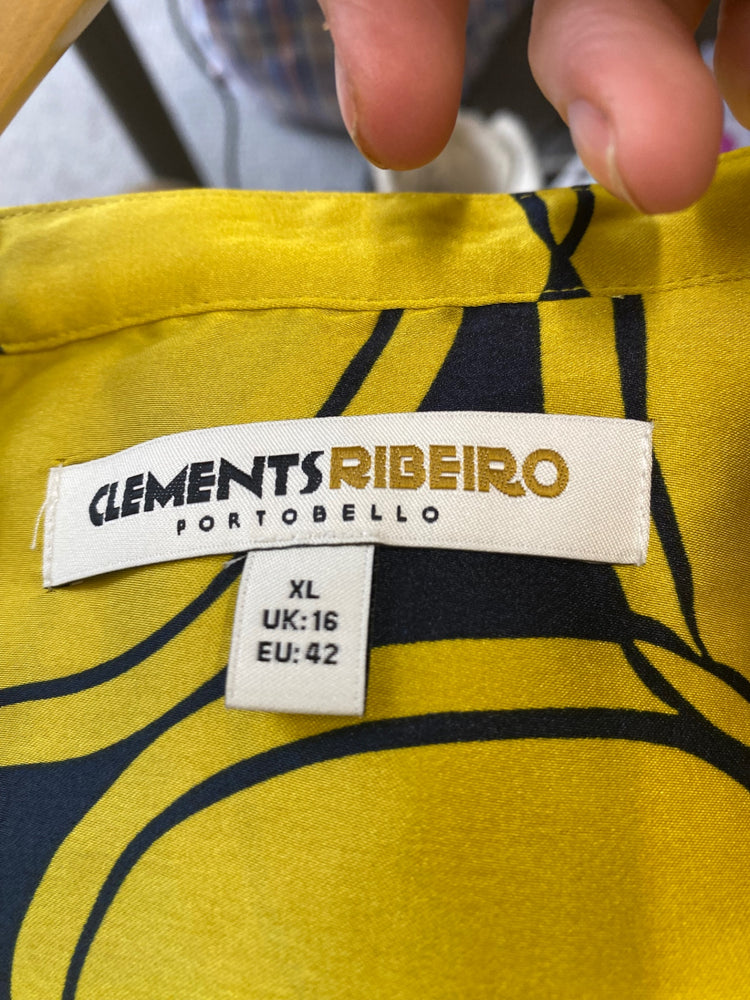 CLEMENTSRIBEIRO
PORTOBELLO
XL
UK:16
EU:42